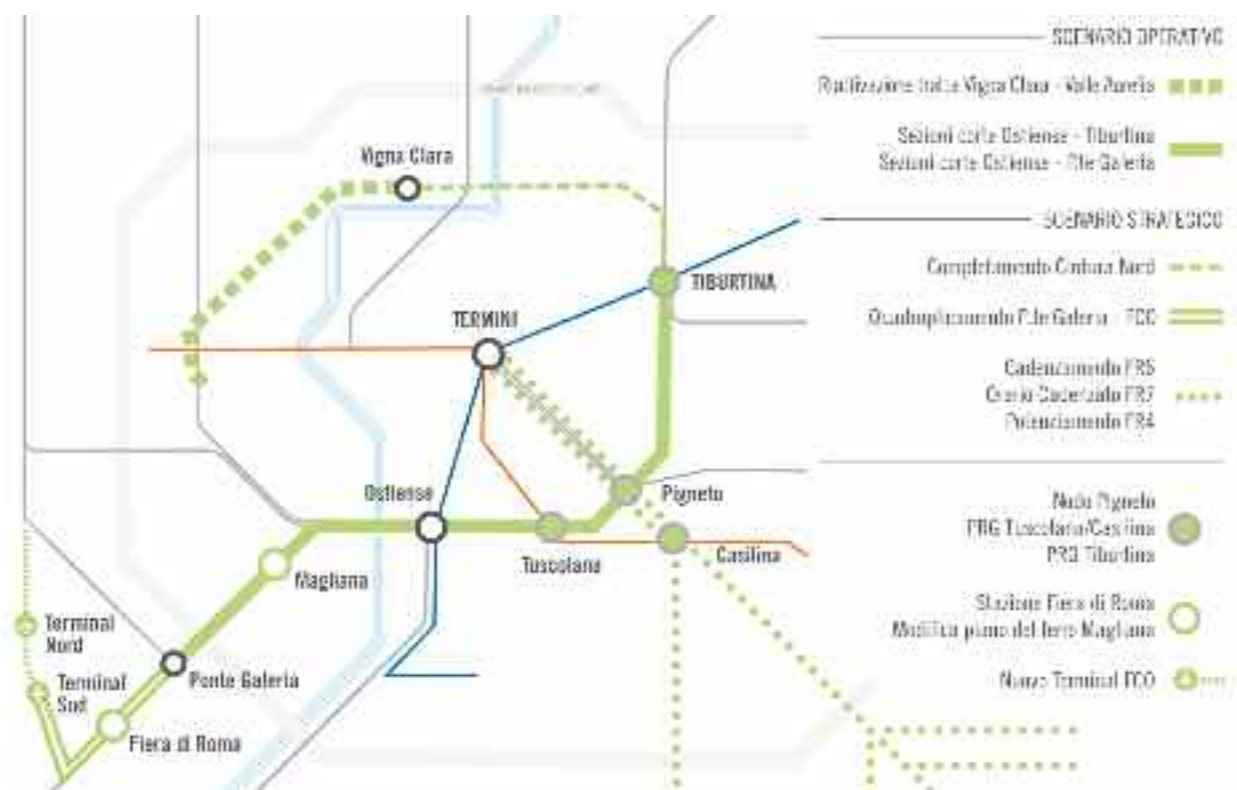 Vigna Clara
TERMINI
TIBURTINA
Ostiense
Pigneto
Magliana
Tuscolana
Casilina
Terminal
Nord
Terminal
Sud
Ponte Galeria
Fiera di Roma
SCENARIO OPERATIVO
Riattivazione tratta Vigna Clara - Valle Aurelia
Sezioni corte Ostiense - Tiburtina
Sezioni corte Ostiense - P.te Galeria
SCENARIO STRATEGICO
Completamento Cintura Nord
Quadruplicamento P.te Galeria - FCO
Cadenzamento FR6
Orario Cadenzato FR7
Potenziamento FR4
Nodo Pigneto
PRG Tuscolana/Casilina
PRG Tiburtina
Stazione Fiera di Roma
Modifica piano del ferro Magliana
Nuovo Terminal FCO